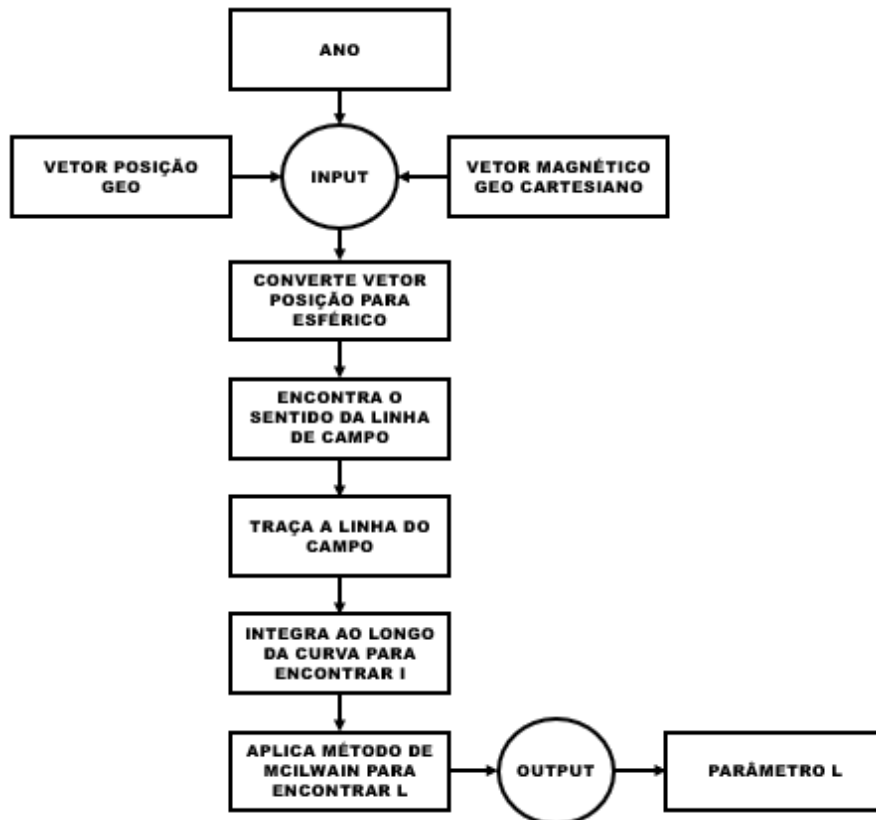 ANO
VETOR POSIÇÃO
GEO
INPUT
VETOR MAGNÉTICO
GEO CARTESIANO
CONVERTE VETOR
POSIÇÃO PARA
ESFÉRICO
ENCONTRA O
SENTIDO DA LINHA
DE CAMPO
TRAÇA A LINHA DO
CAMPO
INTEGRA AO LONGO
DA CURVA PARA
ENCONTRAR I
APLICA MÉTODO DE
MCILWAIN PARA
ENCONTRAR L
OUTPUT
PARÂMETRO L